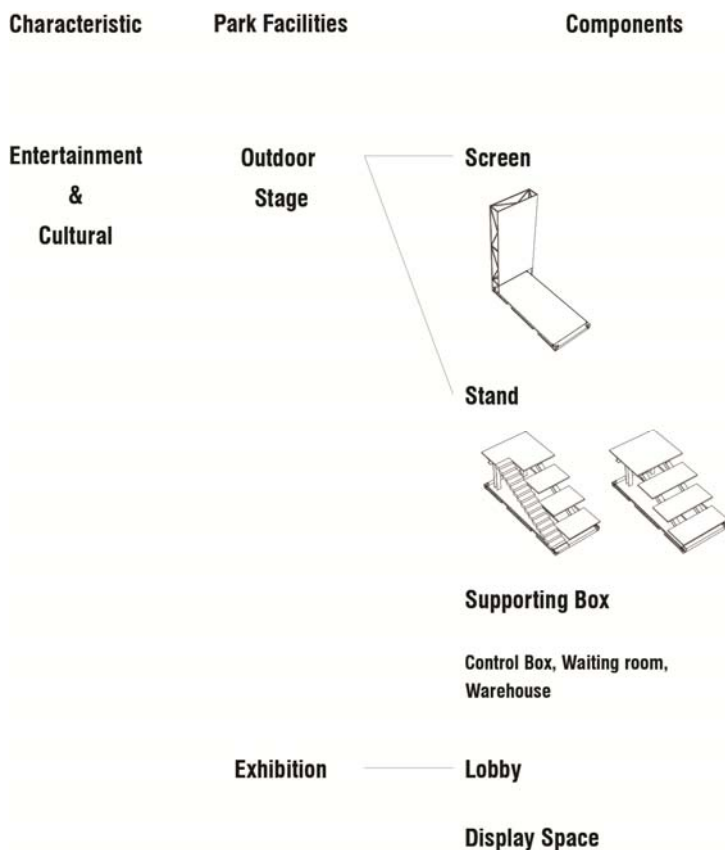 Characteristic Park Facilities Components
Entertainment
&
Cultural
Outdoor
Stage
Screen
Stand
Supporting Box
Control Box, Waiting room,
Warehouse
Exhibition
Lobby
Display Space